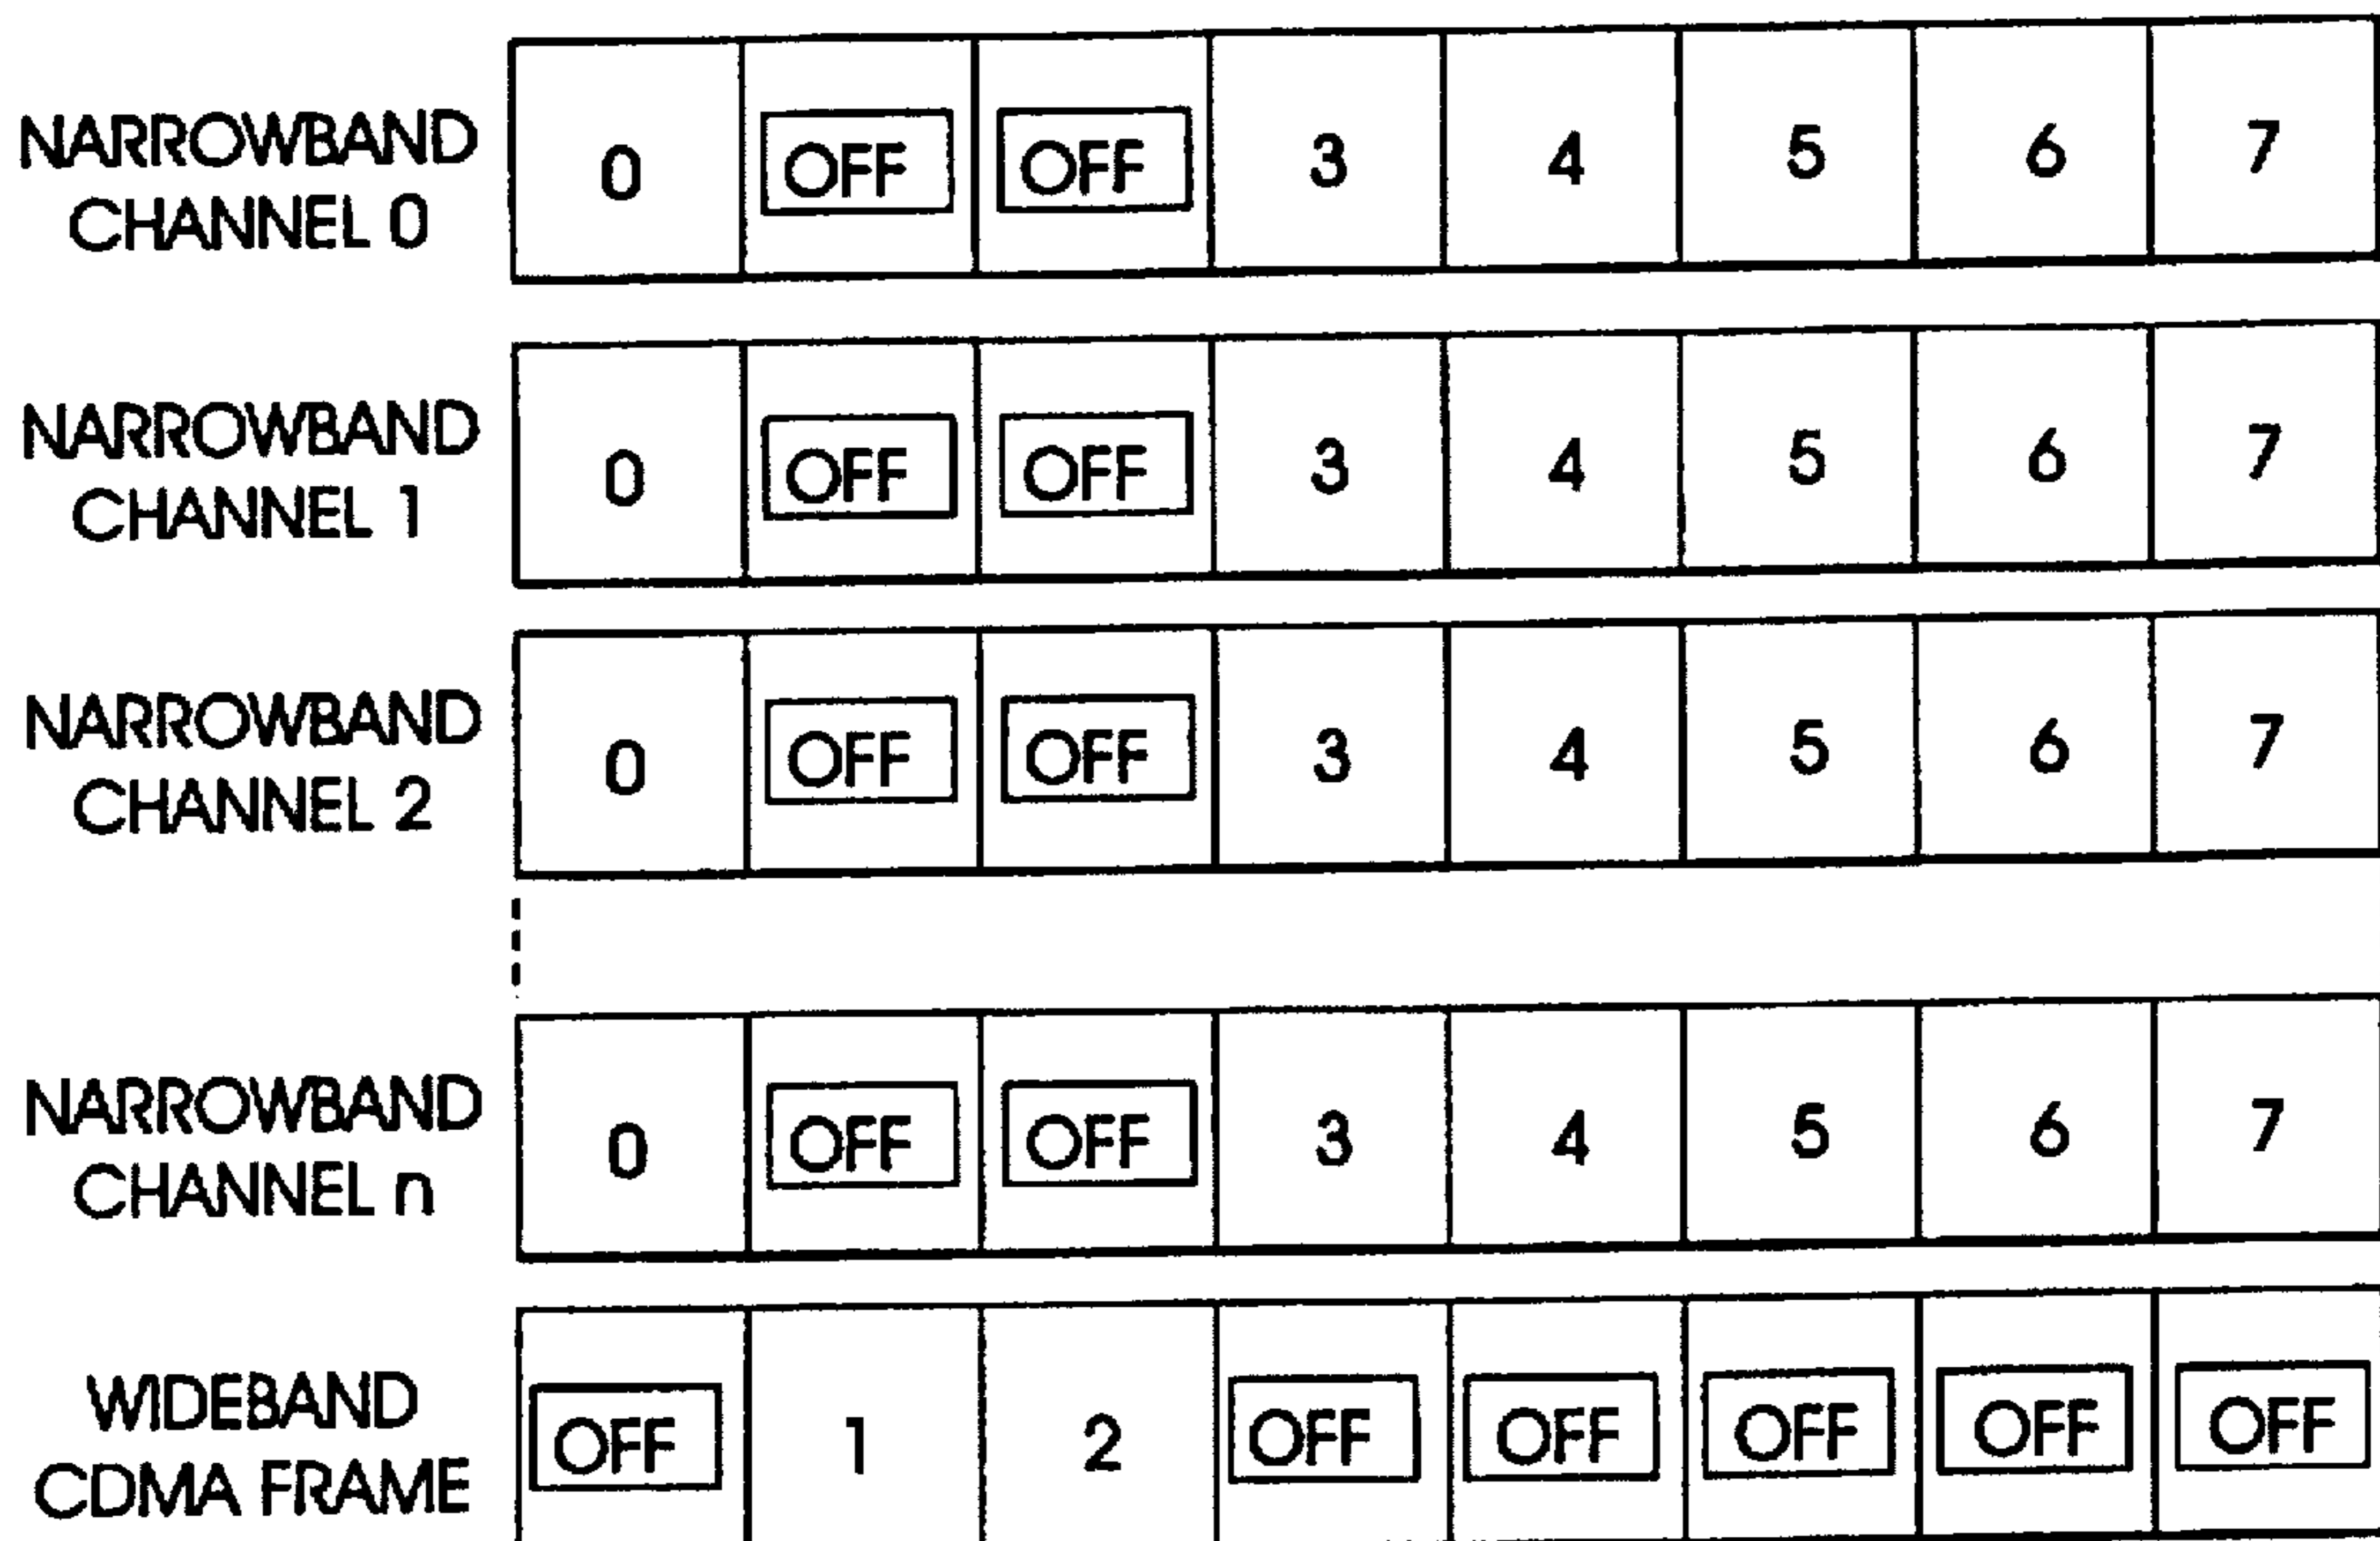 NARROWBAND
CHANNEL 0
0 OFF OFF 3 4 5 6 7
NARROWBAND
CHANNEL 1
0 OFF OFF 3 4 5 6 7
NARROWBAND
CHANNEL 2
0 OFF OFF 3 4 5 6 7
NARROWBAND
CHANNEL n
0 OFF OFF 3 4 5 6 7
WIDEBAND
CDMA FRAME
OFF 1 2 OFF OFF OFF OFF OFF